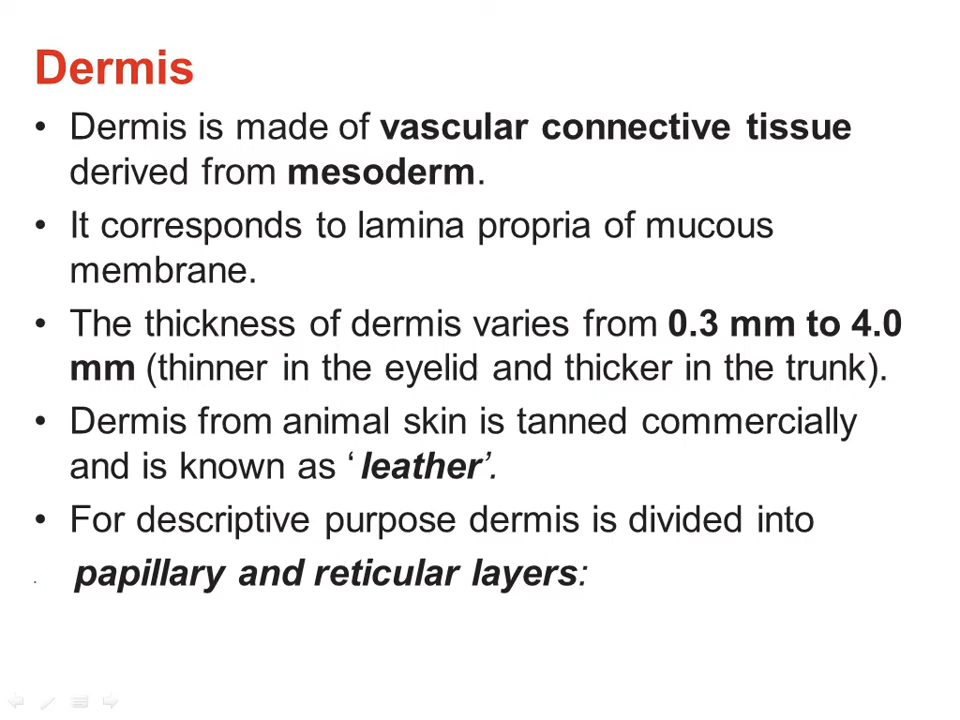 Dermis
• Dermis is made of vascular connective tissue
derived from mesoderm.
• It corresponds to lamina propria of mucous
membrane.
• The thickness of dermis varies from 0.3 mm to 4.0
mm (thinner in the eyelid and thicker in the trunk).
• Dermis from animal skin is tanned commercially
and is known as ‘ leather’.
• For descriptive purpose dermis is divided into
• papillary and reticular layers: